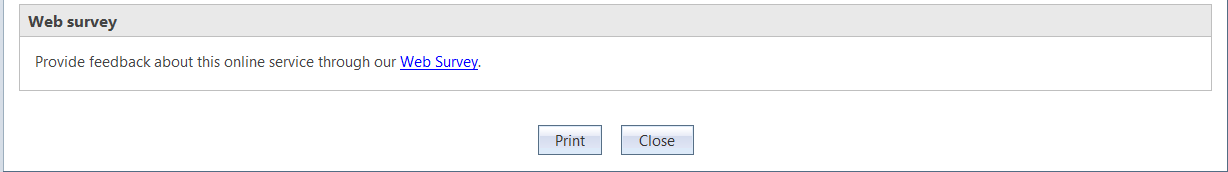 Web survey
Provide feedback about this online service through our Web Survey.
Print Close